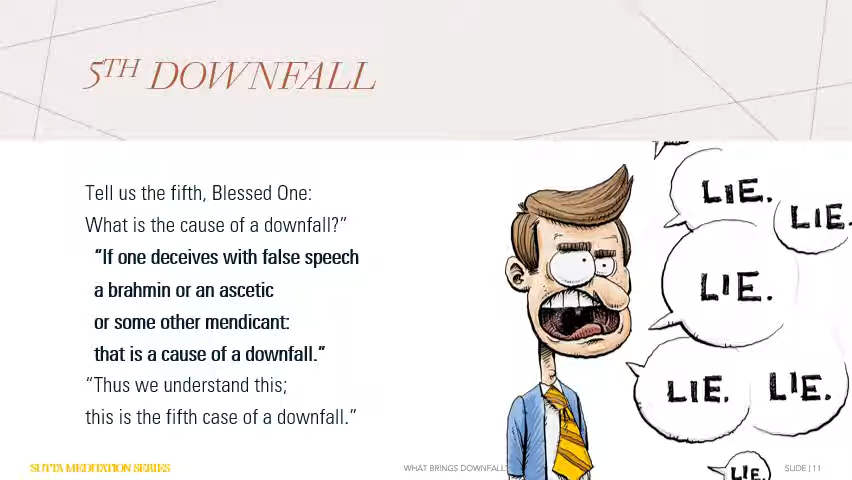 5TH DOWNFALL
Tell us the fifth, Blessed One:
What is the cause of a downfall?”
“If one deceives with false speech
a brahmin or an ascetic
or some other mendicant:
that is a cause of a downfall.”
“Thus we understand this;
this is the fifth case of a downfall.”
LIE.
LIE.
LIE.
LIE.
LIE.
LIE.
SUTTA MEDITATION SERIES
WHAT BRINGS DOWNFALL?
SLIDE | 11